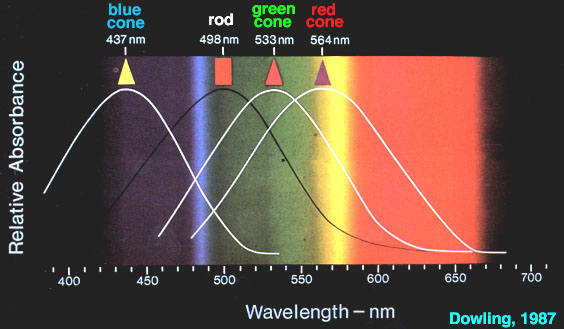 blue
cone
437 nm
rod
498 nm
green
cone
533 nm
red
cone
564 nm
Relative Absorbance
400 450 500 550 600 650 700
Wavelength – nm
Dowling, 1987